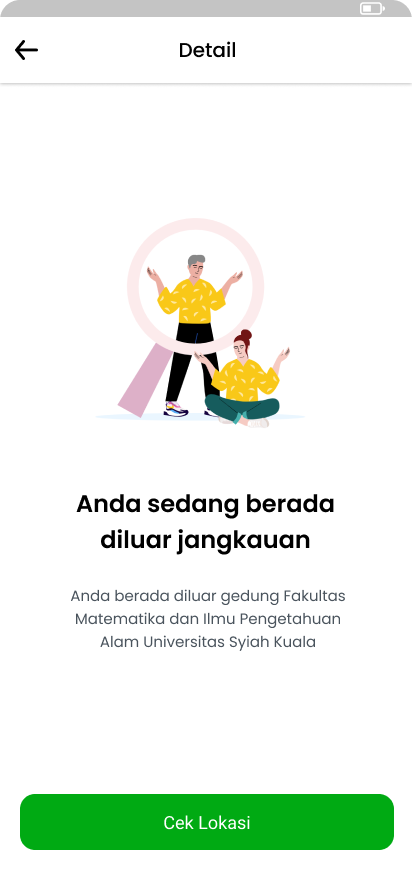 Detail
Anda sedang berada
diluar jangkauan
Anda berada diluar gedung Fakultas
Matematika dan Ilmu Pengetahuan
Alam Universitas Syiah Kuala
Cek Lokasi